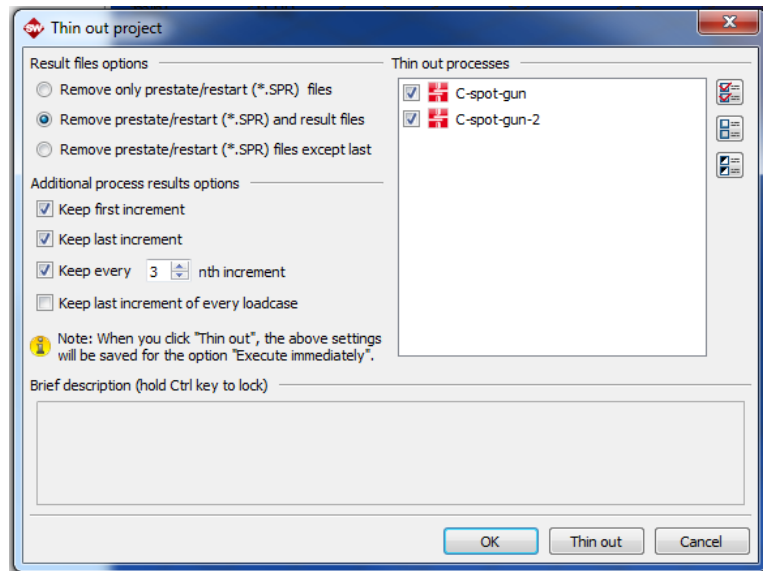 Thin out project
Result files options
Remove only prestate/restart (*.SPR) files
Remove prestate/restart (*.SPR) and result files
Remove prestate/restart (*.SPR) files except last
Additional process results options
Keep first increment
Keep last increment
Keep every 3 nth increment
Keep last increment of every loadcase
Note: When you click "Thin out", the above settings
will be saved for the option "Execute immediately".
Thin out processes
C-spot-gun
C-spot-gun-2
Brief description (hold Ctrl key to lock)
OK Thin out Cancel